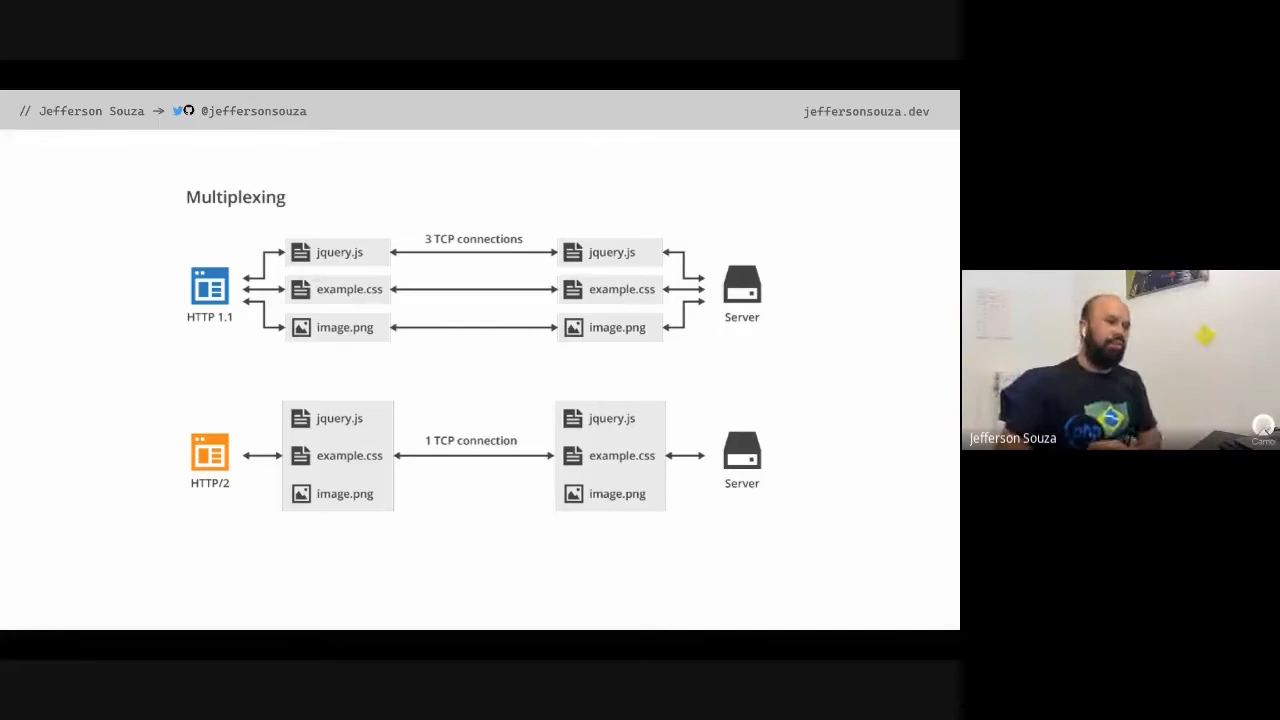 // Jefferson Souza → @jeffersonsouza
jeffersonsouza.dev
Multiplexing
3 TCP connections
jquery.js
jquery.js
example.css
example.css
image.png
image.png
HTTP 1.1
Server
jquery.js
jquery.js
1 TCP connection
example.css
example.css
image.png
image.png
HTTP/2
Server
php
Jefferson Souza
Camo